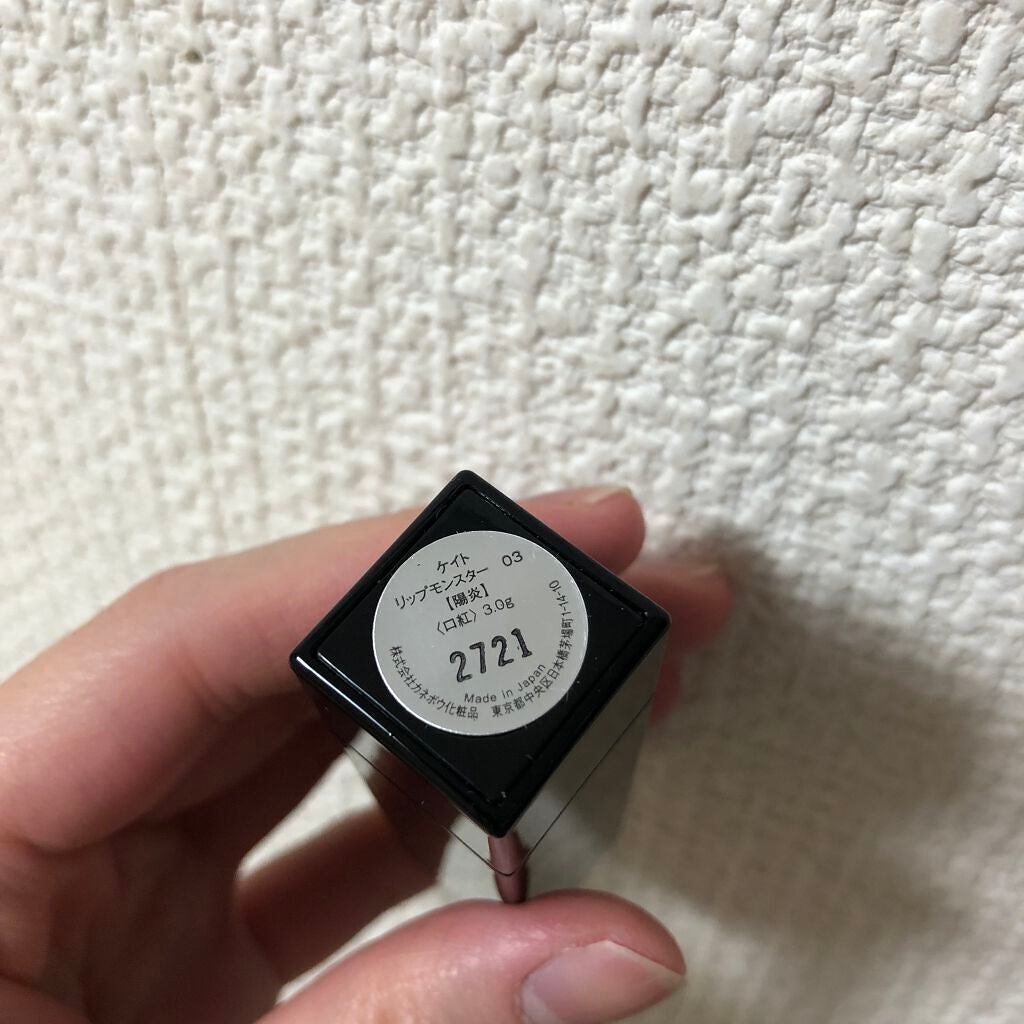 ケイト
リップモンスター 03
【陽炎】
〈口紅〉3.0g
2721
Made in Japan
株式会社カネボウ化粧品 東京都中央区日本橋茅場町1-14-10